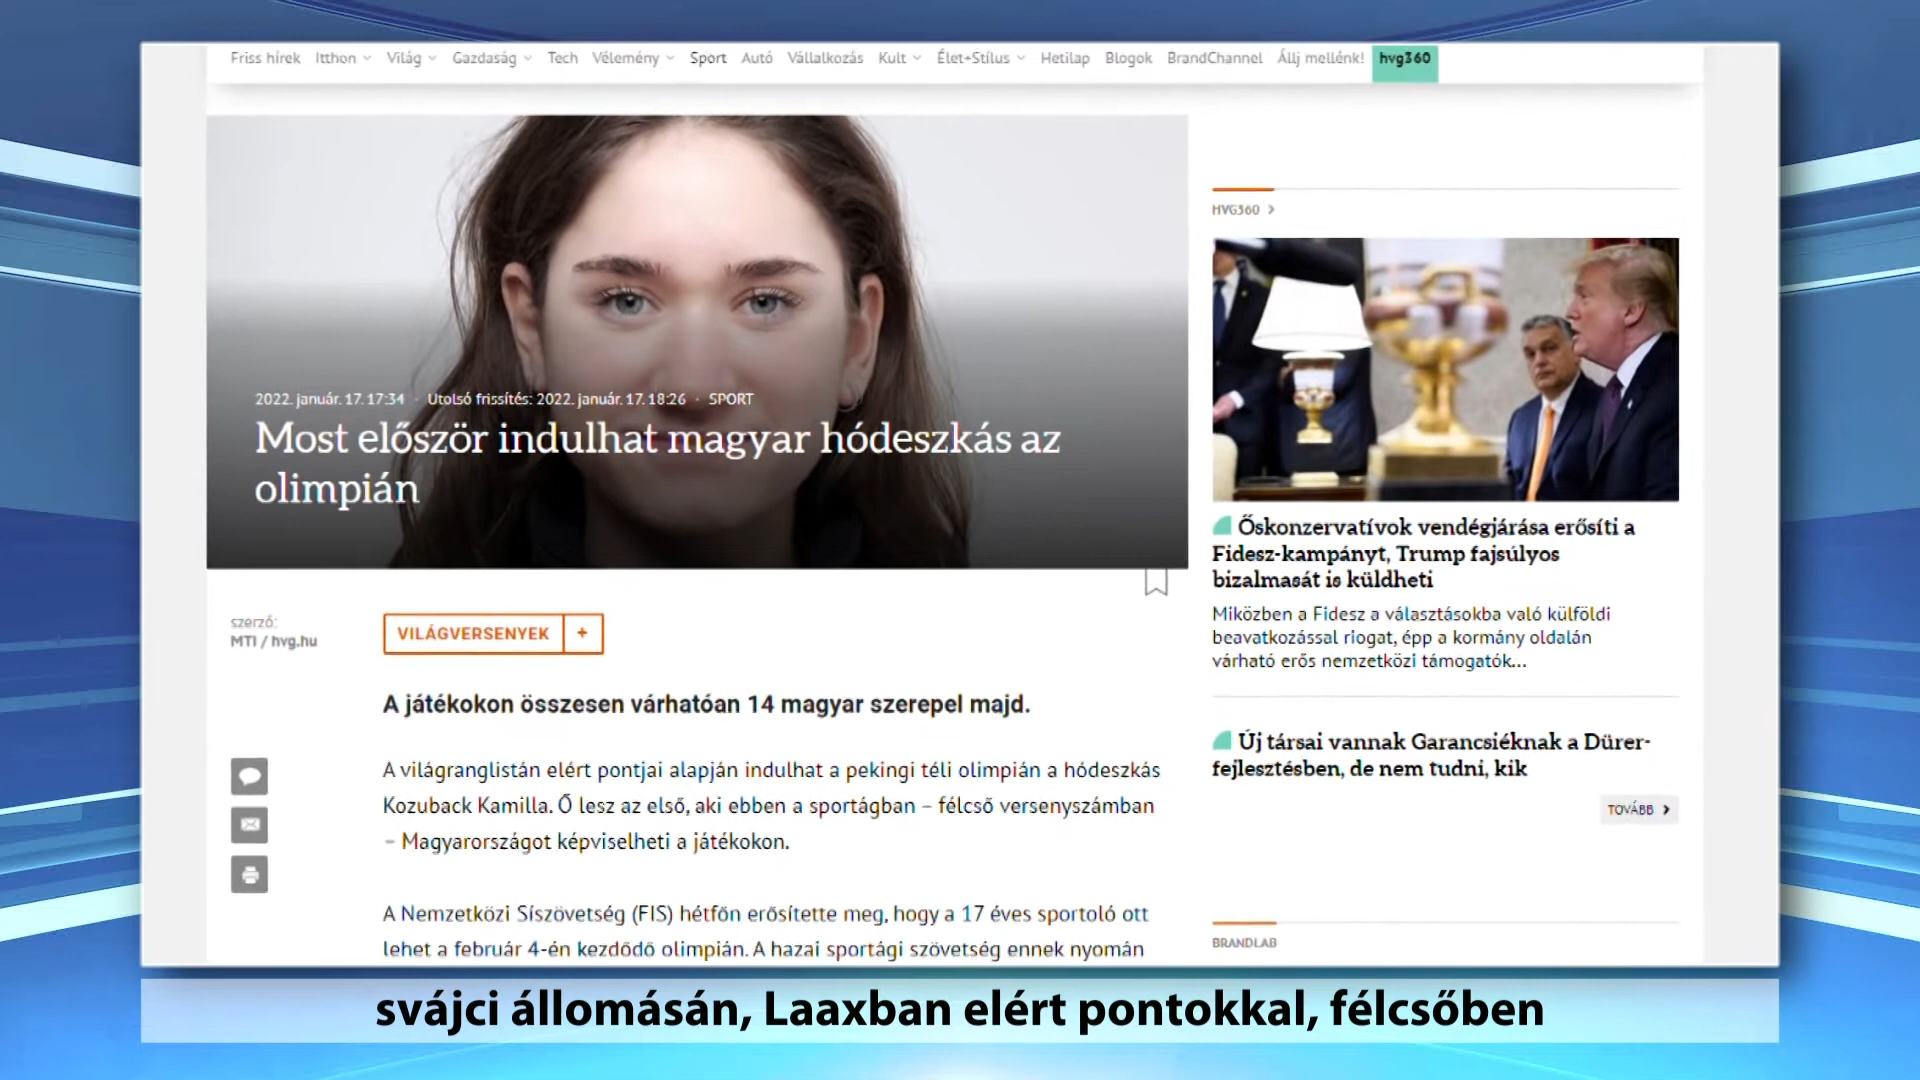 Friss hírek Itthon Világ Gazdaság Tech Vélemény Sport Autó Vállalkozás Kult Élet+Stílus Hetilap Blogok BrandChannel Állj mellénk! hvg360
2022. január. 17. 17:34 · Utolsó frissítés: 2022. január. 17. 18:26 · SPORT
Most először indulhat magyar hódeszkás az
olimpián
szerző:
MTI / hvg.hu
VILÁGVERSENYEK +
A játékokon összesen várhatóan 14 magyar szerepel majd.
A világranglistán elért pontjai alapján indulhat a pekingi téli olimpián a hódeszkás
Kozuback Kamilla. Ő lesz az első, aki ebben a sportágban – félcső versenyszámban
– Magyarországot képviselheti a játékokon.
A Nemzetközi Síszövetség (FIS) hétfőn erősítette meg, hogy a 17 éves sportoló ott
lehet a február 4-én kezdődő olimpián. A hazai sportági szövetség ennek nyomán
HVG360 >
Őskonzervatívok vendégjárása erősíti a
Fidesz-kampányt, Trump fajsúlyos
bizalmasát is küldheti
Miközben a Fidesz a választásokba való külföldi
beavatkozással riogat, épp a kormány oldalán
várható erős nemzetközi támogatók...
Új társai vannak Garancsiéknak a Dürer-
fejlesztésben, de nem tudni, kik
TOVÁBB >
BRANDLAB
svájci állomásán, Laaxban elért pontokkal, félcsőben